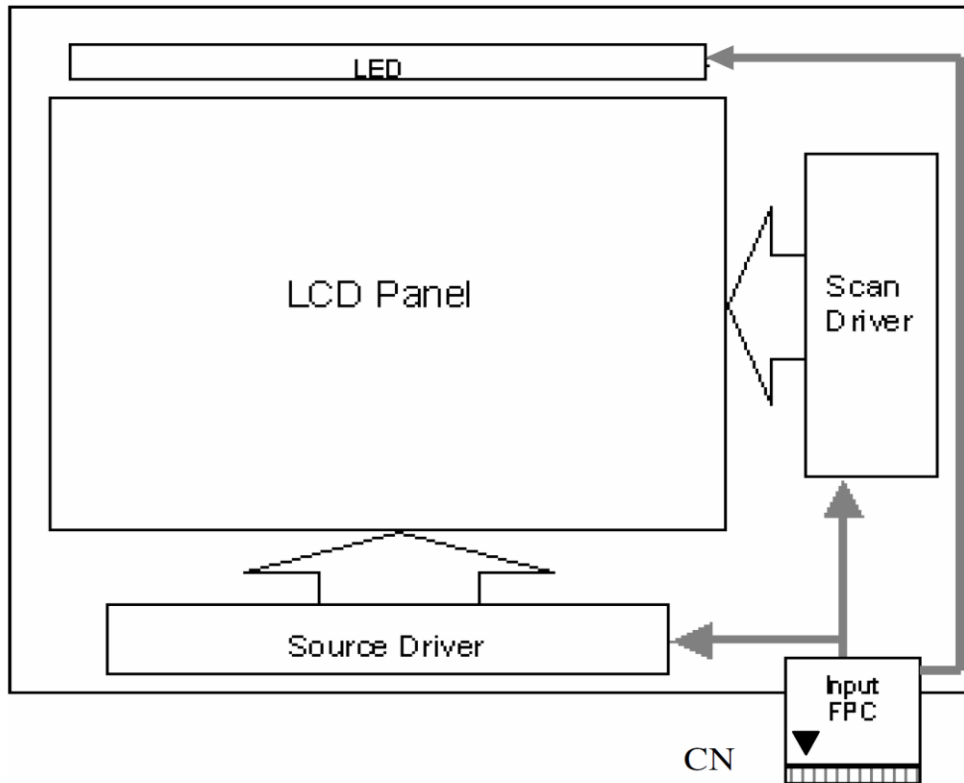 LED
LCD Panel
Scan
Driver
Source Driver
Input
FPC
CN